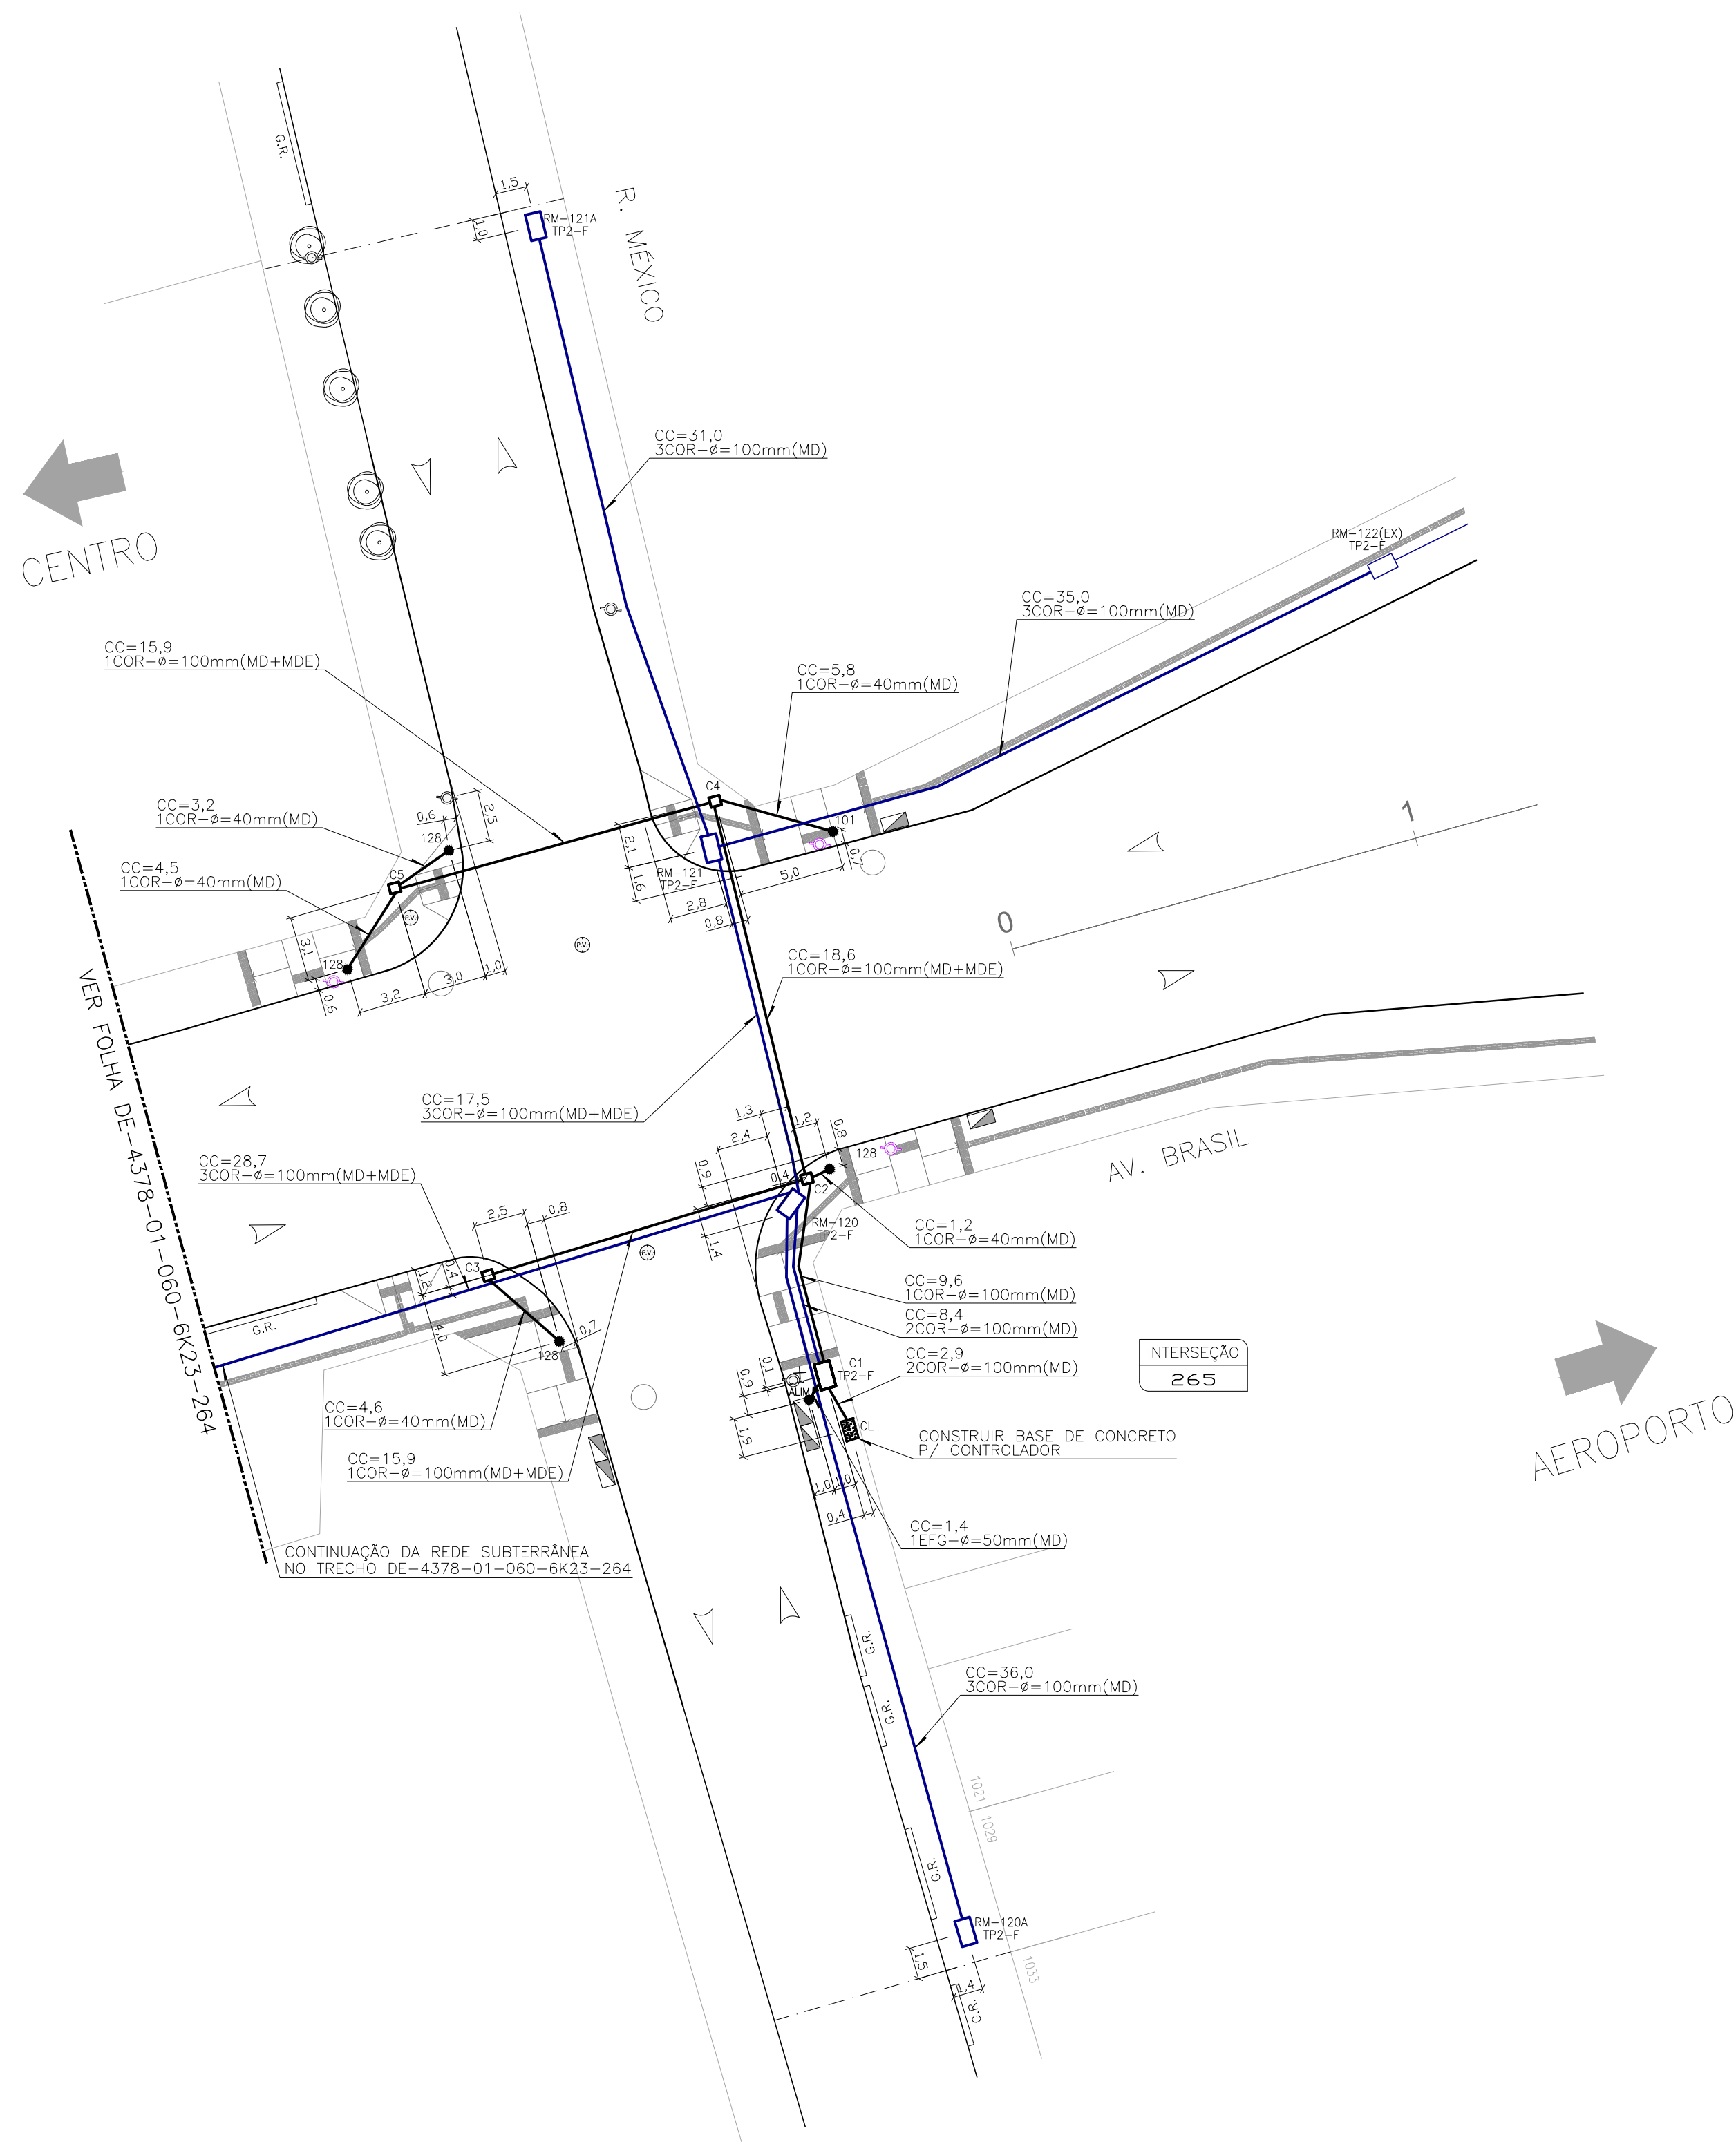 G.R.
1,5
1,0
RM-121A
TP2-F
R. MÉXICO
CC=31,0
3COR-ø=100mm(MD)
CENTRO
RM-122(EX)
TP2-F
CC=35,0
3COR-ø=100mm(MD)
CC=15,9
1COR-ø=100mm(MD+MDE)
CC=5,8
1COR-ø=40mm(MD)
C4
CC=3,2
1COR-ø=40mm(MD)
0,6
2,5
128
101
1
CC=4,5
1COR-ø=40mm(MD)
C5
2,1
1,6
RM-121
TP2-F
5,0
0,7
2,8
0,8
0
P.V.
P.V.
3,1
128
0,6
3,2
3,0
1,0
CC=18,6
1COR-ø=100mm(MD+MDE)
VER FOLHA DE-4378-01-060-6K23-264
CC=17,5
3COR-ø=100mm(MD+MDE)
1,3
1,2
0,8
2,4
128
AV. BRASIL
CC=28,7
3COR-ø=100mm(MD+MDE)
0,9
0,4
C2
2,5
0,8
RM-120
TP2-F
CC=1,2
1COR-ø=40mm(MD)
1,4
P.V.
C3
1,2
0,4
CC=9,6
1COR-ø=100mm(MD)
CC=8,4
2COR-ø=100mm(MD)
G.R.
4,0
0,7
128
CC=2,9
2COR-ø=100mm(MD)
C1
TP2-F
INTERSEÇÃO
265
0,1
0,9
ALIM
CC=4,6
1COR-ø=40mm(MD)
1,9
CL
CONSTRUIR BASE DE CONCRETO
P/ CONTROLADOR
AEROPORTO
CC=15,9
1COR-ø=100mm(MD+MDE)
1,0
1,0
0,4
CC=1,4
1EFG-ø=50mm(MD)
CONTINUAÇÃO DA REDE SUBTERRÂNEA
NO TRECHO DE-4378-01-060-6K23-264
G.R.
CC=36,0
3COR-ø=100mm(MD)
G.R.
1021
1029
G.R.
RM-120A
TP2-F
1,5
1033
1,4
G.R.